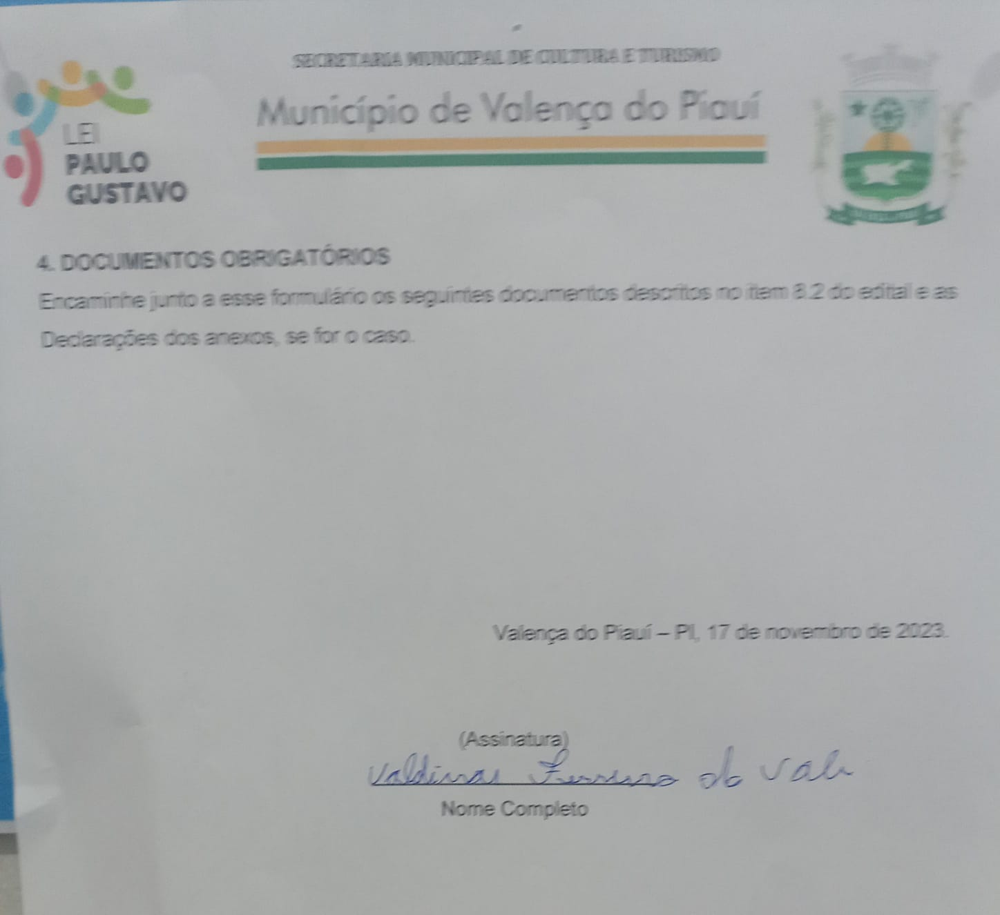 SECRETARIA MUNICIPAL DE CULTURA E TURISMO
Município de Valença do Piauí
LEI
PAULO
GUSTAVO
4. DOCUMENTOS OBRIGATÓRIOS
Encaminhe junto a esse formulário os seguintes documentos descritos no item 8.2 do edital e as
Declarações dos anexos, se for o caso.
Valença do Piauí – PI, 17 de novembro de 2023.
(Assinatura)
Valdimar Ferreira do Vale
Nome Completo